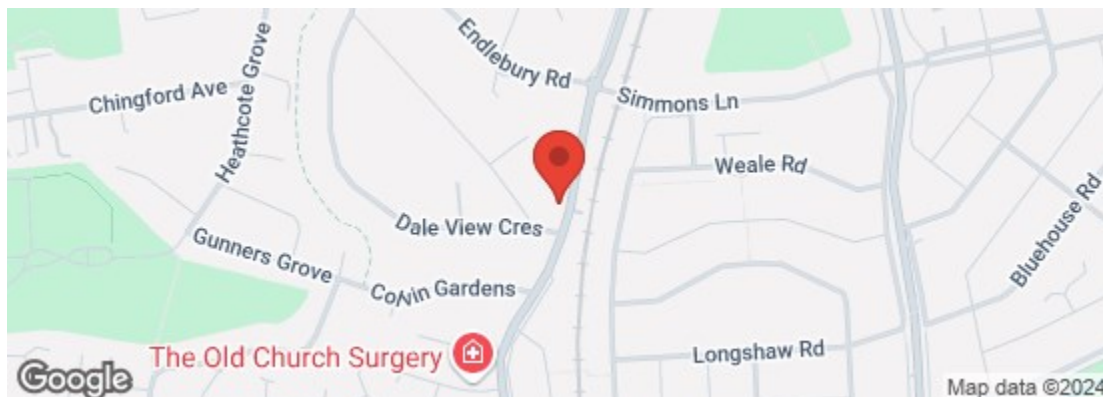 Endlebury Rd
Chingford Ave
Heathcote Grove
Simmons Ln
Weale Rd
Bluehouse Rd
Dale View Cres
Gunners Grove
Colvin Gardens
The Old Church Surgery
Longshaw Rd
Google
Map data ©2024